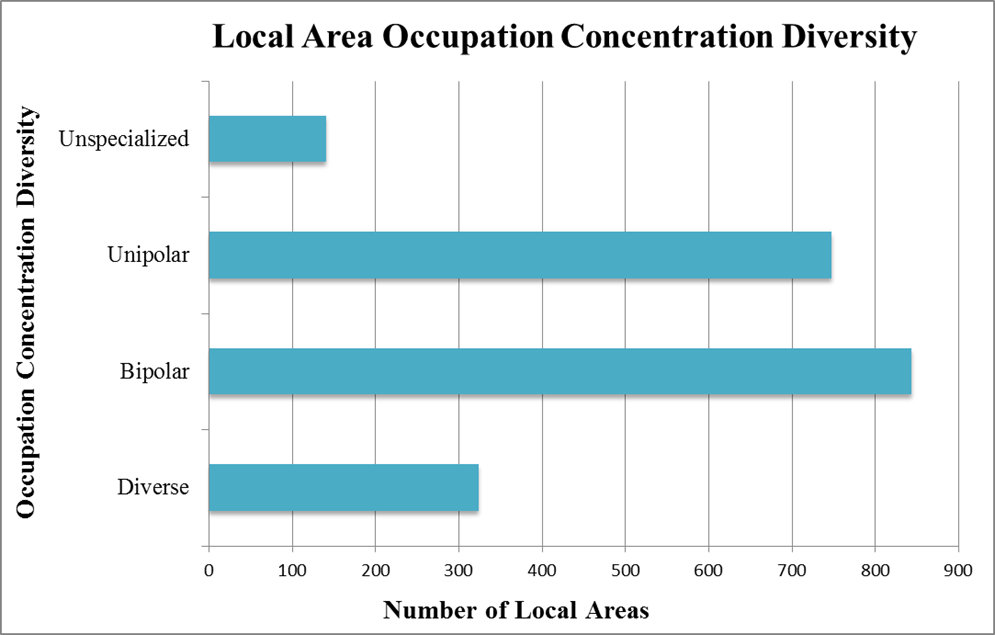 Local Area Occupation Concentration Diversity
Occupation Concentration Diversity
Unspecialized
Unipolar
Bipolar
Diverse
0 100 200 300 400 500 600 700 800 900
Number of Local Areas